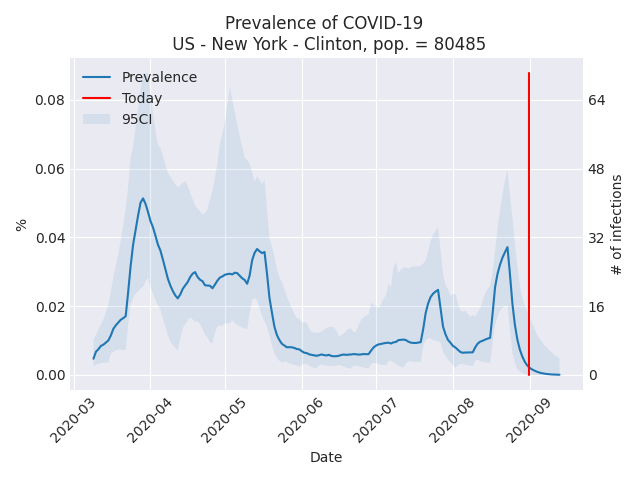 Prevalence of COVID-19
US - New York - Clinton, pop. = 80485
Prevalence
Today
95CI
0.08
0.06
0.04
0.02
0.00
%
64
48
32
16
0
# of infections
2020-03
2020-04
2020-05
2020-06
2020-07
2020-08
2020-09
Date